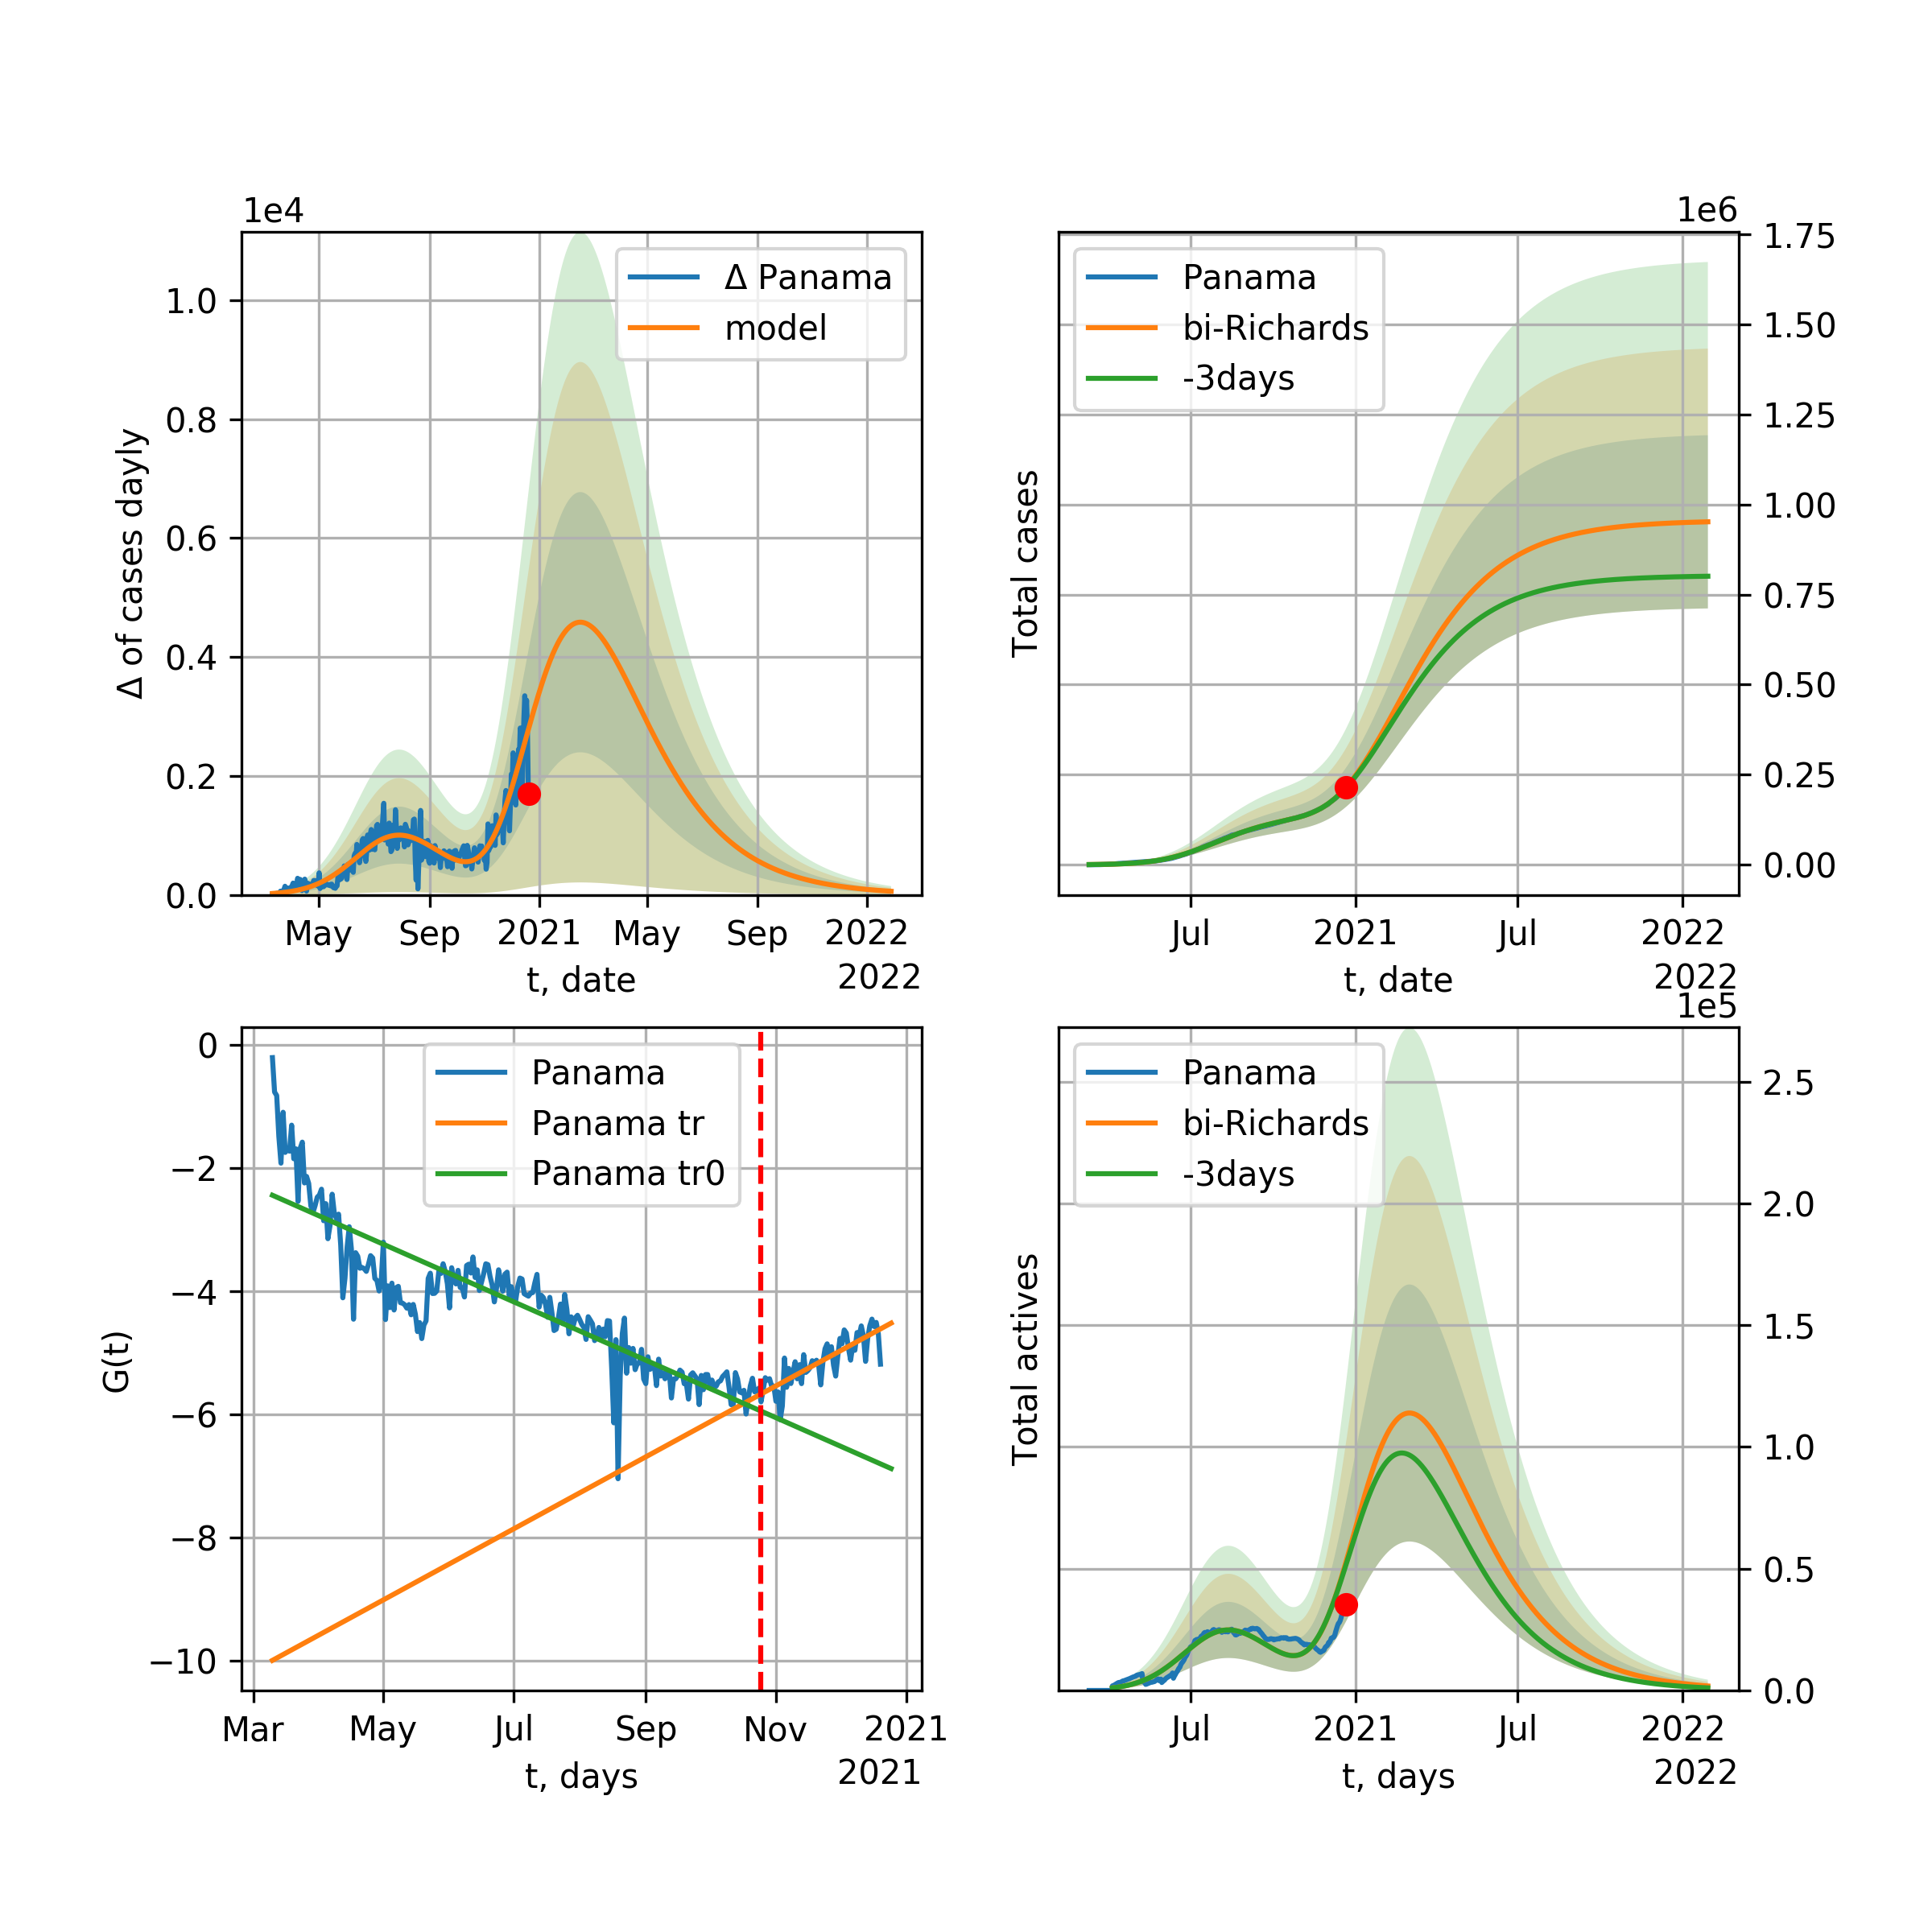 1e4
Δ of cases dayly
1.0
0.8
0.6
0.4
0.2
0.0
Δ Panama
model
May Sep 2021 May Sep 2022
t, date
2022
1e6
Total cases
Panama
bi-Richards
-3days
1.75
1.50
1.25
1.00
0.75
0.50
0.25
0.00
Jul 2021 Jul 2022
t, date
2022
G(t)
0
−2
−4
−6
−8
−10
Panama
Panama tr
Panama tr0
Mar May Jul Sep Nov 2021
t, days
2021
1e5
Total actives
Panama
bi-Richards
-3days
2.5
2.0
1.5
1.0
0.5
0.0
Jul 2021 Jul 2022
t, days
2022